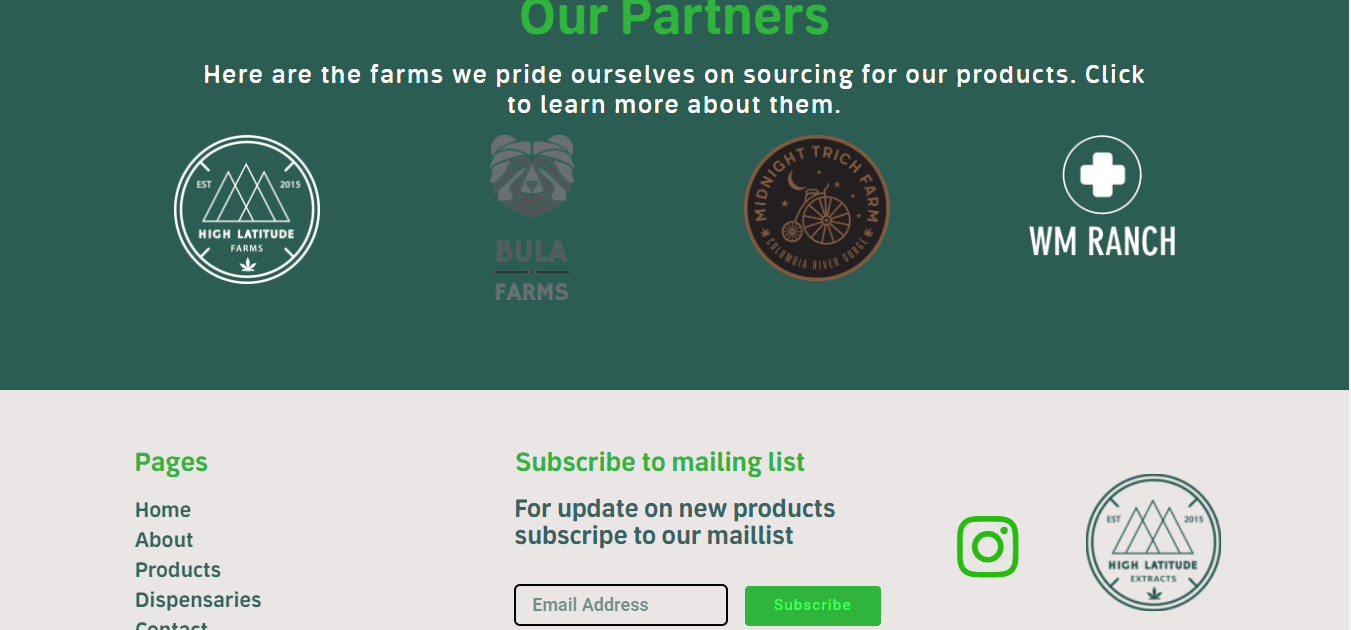 Our Partners
Here are the farms we pride ourselves on sourcing for our products. Click
to learn more about them.
EST 2015
HIGH LATITUDE
FARMS
BULA
FARMS
MIDNIGHT TRICH FARM
COLUMBIA RIVER GORGE
WM RANCH
Pages
Home
About
Products
Dispensaries
Contact
Subscribe to mailing list
For update on new products
subscripe to our maillist
Email Address
Subscribe
EST 2015
HIGH LATITUDE
EXTRACTS